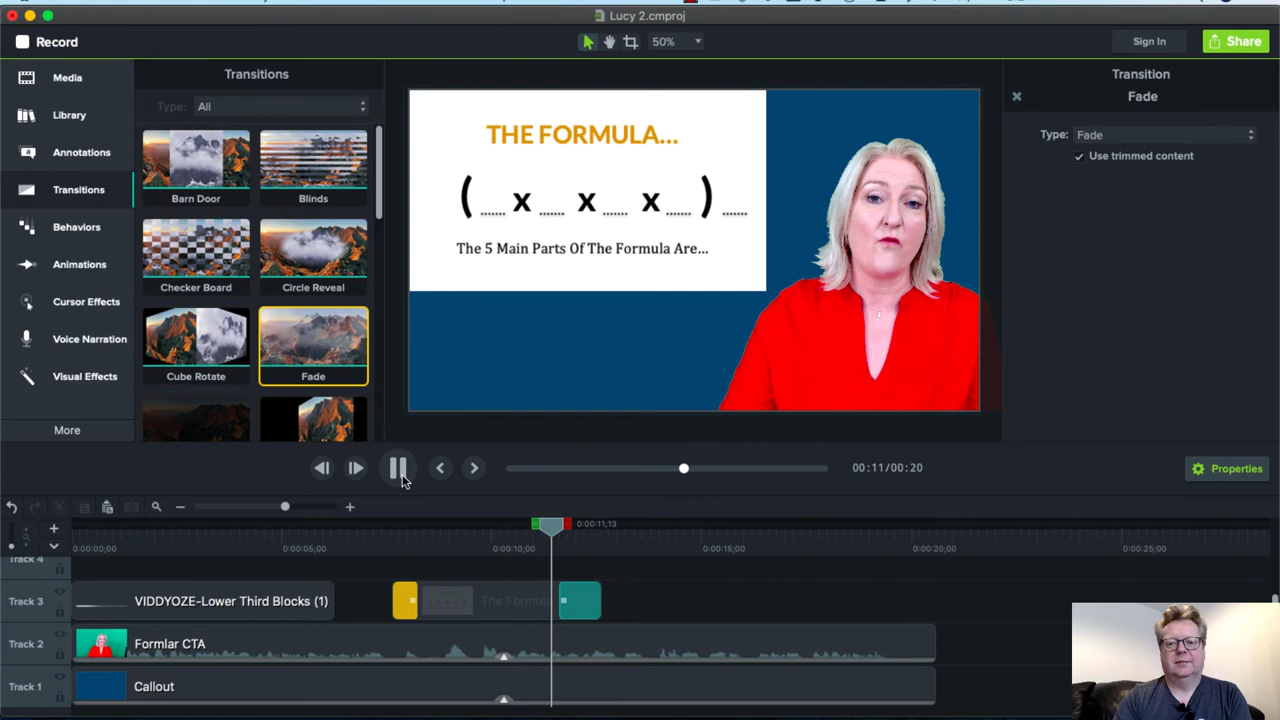 Lucy 2.cmproj
Record
50%
Sign In
Share
Media
Library
Annotations
Transitions
Behaviors
Animations
Cursor Effects
Voice Narration
Visual Effects
More
Transitions
Type: All
Barn Door
Blinds
Checker Board
Circle Reveal
Cube Rotate
Fade
THE FORMULA...
( ...... x ...... x ...... x ...... ) ......
The 5 Main Parts Of The Formula Are...
Transition
Fade
Type: Fade
Use trimmed content
00:11/00:20
Properties
0:00:11;13
0:00:00;00
0:00:05;00
0:00:10;00
0:00:15;00
0:00:20;00
0:00:25;00
Track 4
Track 3
VIDDYOZE-Lower Third Blocks (1)
The Formula
Track 2
Formlar CTA
Track 1
Callout